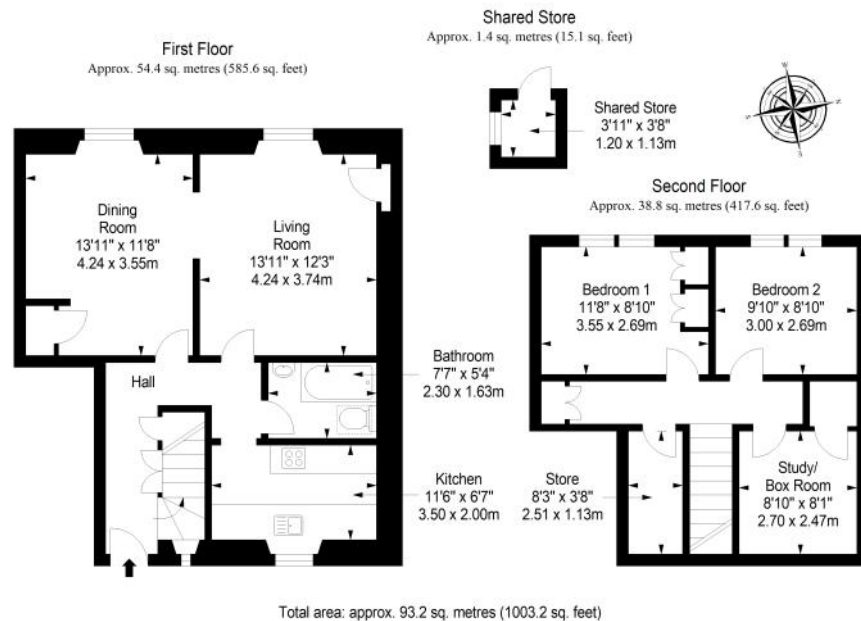 First Floor
Approx. 54.4 sq. metres (585.6 sq. feet)
Shared Store
Approx. 1.4 sq. metres (15.1 sq. feet)
Shared Store
3'11" x 3'8"
1.20 x 1.13m
Second Floor
Approx. 38.8 sq. metres (417.6 sq. feet)
Dining
Room
13'11" x 11'8"
4.24 x 3.55m
Living
Room
13'11" x 12'3"
4.24 x 3.74m
Hall
Bathroom
7'7" x 5'4"
2.30 x 1.63m
Kitchen
11'6" x 6'7"
3.50 x 2.00m
Bedroom 1
11'8" x 8'10"
3.55 x 2.69m
Bedroom 2
9'10" x 8'10"
3.00 x 2.69m
Store
8'3" x 3'8"
2.51 x 1.13m
Study/
Box Room
8'10" x 8'1"
2.70 x 2.47m
Total area: approx. 93.2 sq. metres (1003.2 sq. feet)